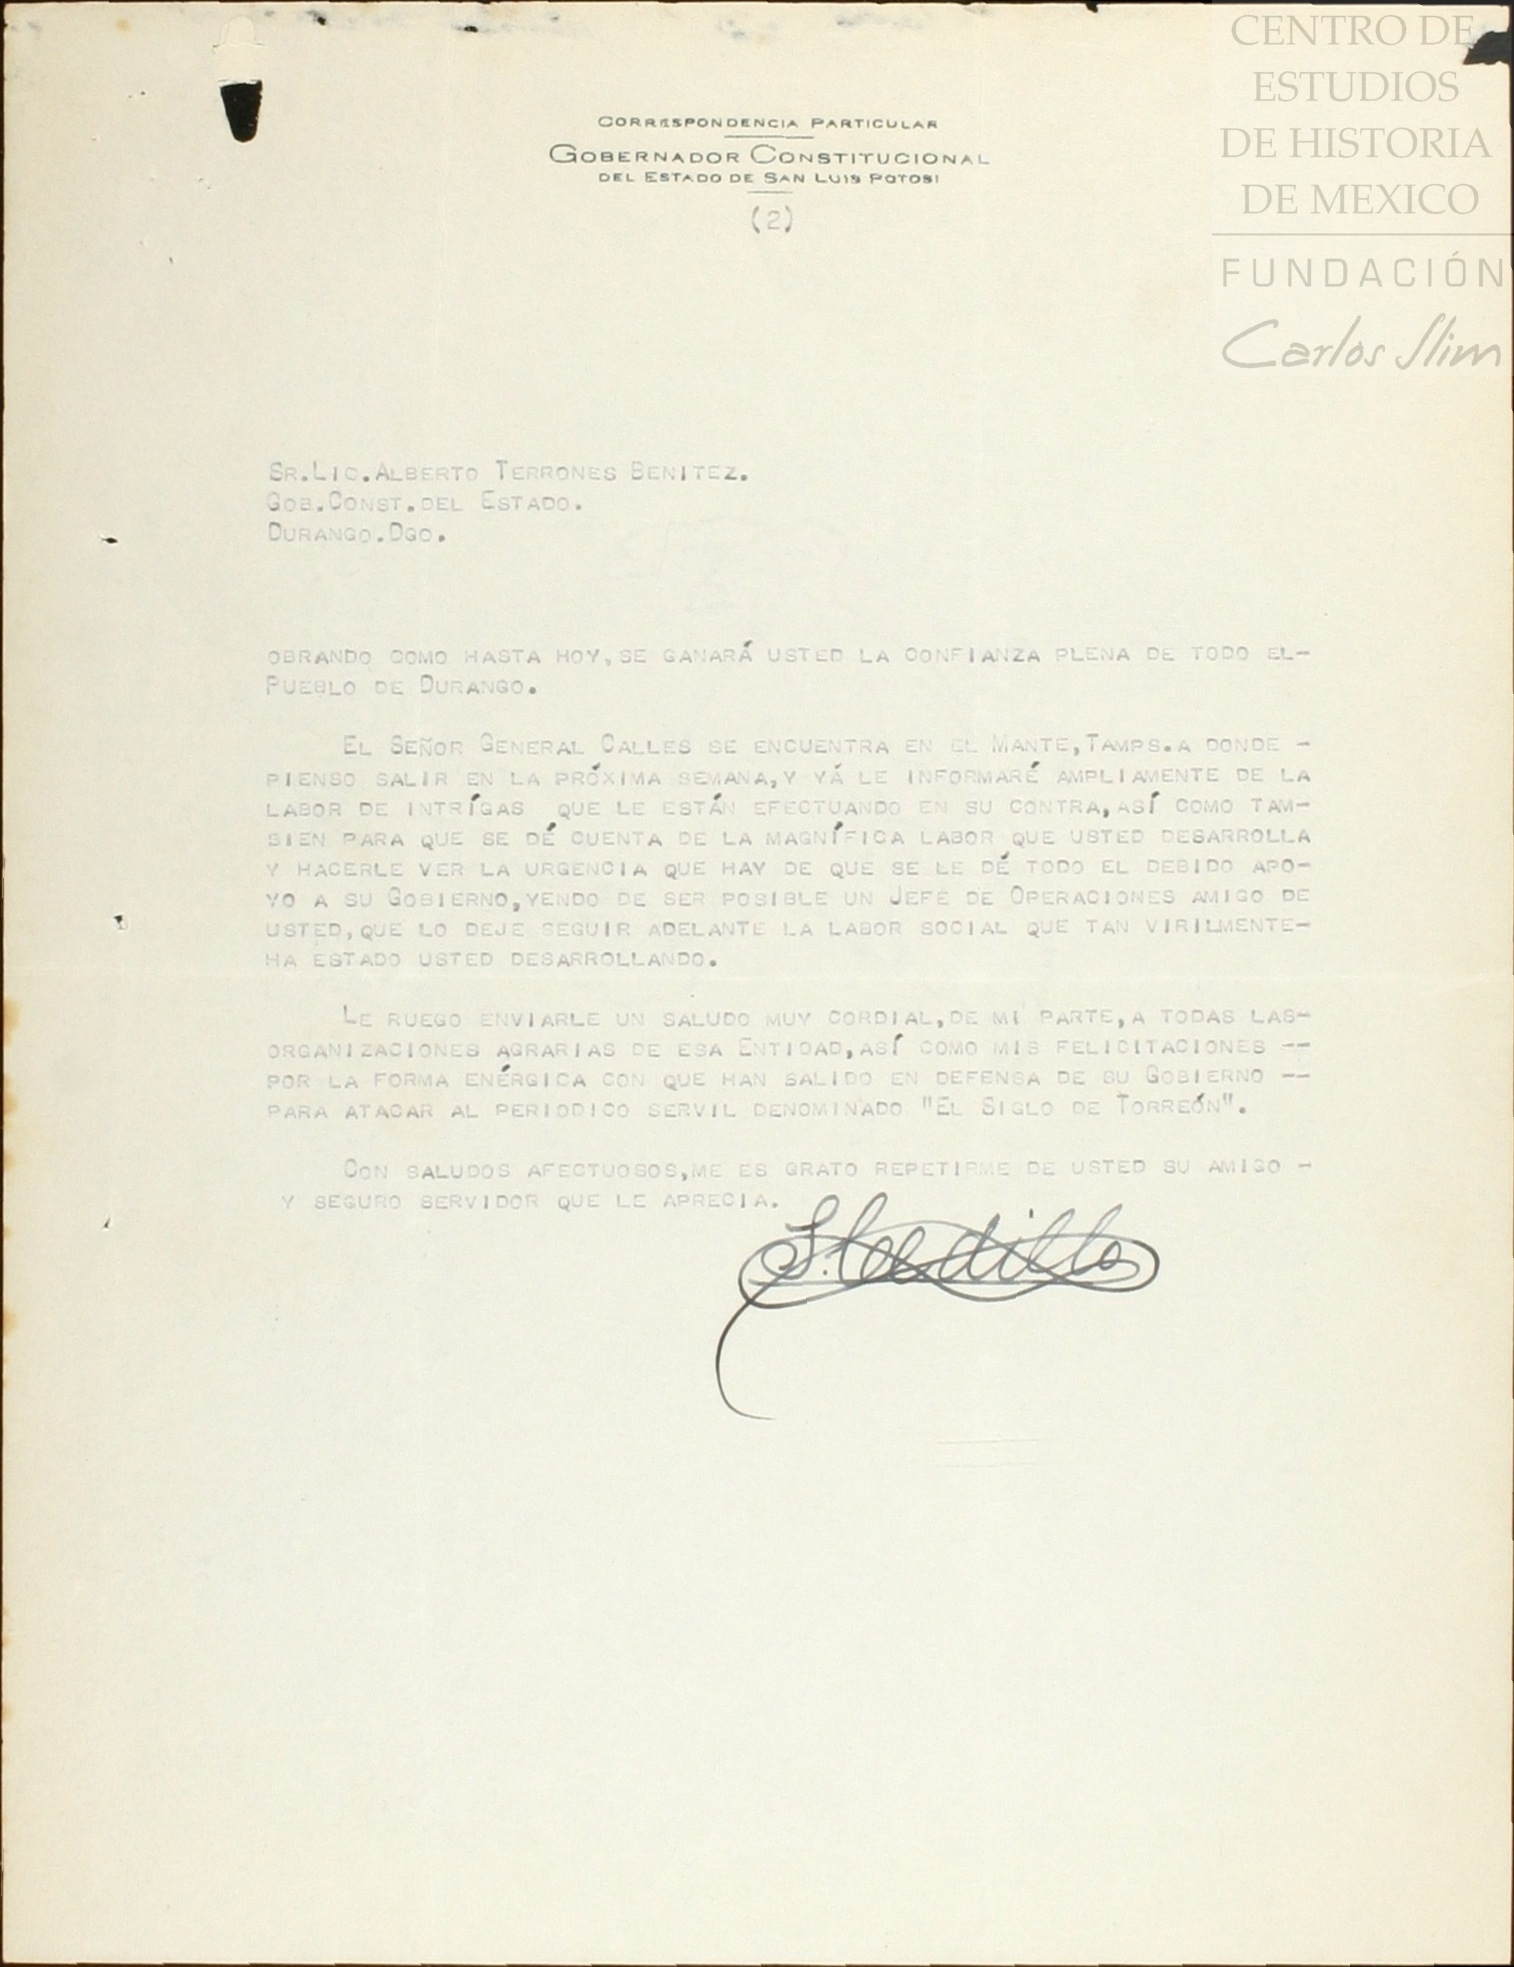 CENTRO DE
ESTUDIOS
DE HISTORIA
DE MEXICO
FUNDACIÓN
Carlos Slim
CORRESPONDENCIA PARTICULAR
GOBERNADOR CONSTITUCIONAL
DEL ESTADO DE SAN LUIS POTOSI
(2)
SR.LIC.ALBERTO TERRONES BENITEZ.
GOB.CONST.DEL ESTADO.
DURANGO.DGO.
OBRANDO COMO HASTA HOY,SE GANARÁ USTED LA CONFIANZA PLENA DE TODO EL-
PUEBLO DE DURANGO.
EL SEÑOR GENERAL CALLES SE ENCUENTRA EN EL MANTE,TAMPS.A DONDE -
PIENSO SALIR EN LA PRÓXIMA SEMANA,Y YÁ LE INFORMARÉ AMPLIAMENTE DE LA
LABOR DE INTRÍGAS QUE LE ESTÁN EFECTUANDO EN SU CONTRA,ASÍ COMO TAM-
BIEN PARA QUE SE DÉ CUENTA DE LA MAGNÍFICA LABOR QUE USTED DESARROLLA
Y HACERLE VER LA URGENCIA QUE HAY DE QUE SE LE DÉ TODO EL DEBIDO APO-
YO A SU GOBIERNO,YENDO DE SER POSIBLE UN JEFE DE OPERACIONES AMIGO DE
USTED,QUE LO DEJE SEGUIR ADELANTE LA LABOR SOCIAL QUE TAN VIRILMENTE-
HA ESTADO USTED DESARROLLANDO.
LE RUEGO ENVIARLE UN SALUDO MUY CORDIAL,DE MI PARTE,A TODAS LAS-
ORGANIZACIONES AGRARIAS DE ESA ENTIDAD,ASÍ COMO MIS FELICITACIONES --
POR LA FORMA ENÉRGICA CON QUE HAN SALIDO EN DEFENSA DE SU GOBIERNO --
PARA ATACAR AL PERIODICO SERVIL DENOMINADO "EL SIGLO DE TORREÓN".
CON SALUDOS AFECTUOSOS,ME ES GRATO REPETIRME DE USTED SU AMIGO -
Y SEGURO SERVIDOR QUE LE APRECIA.
S. Cedillo